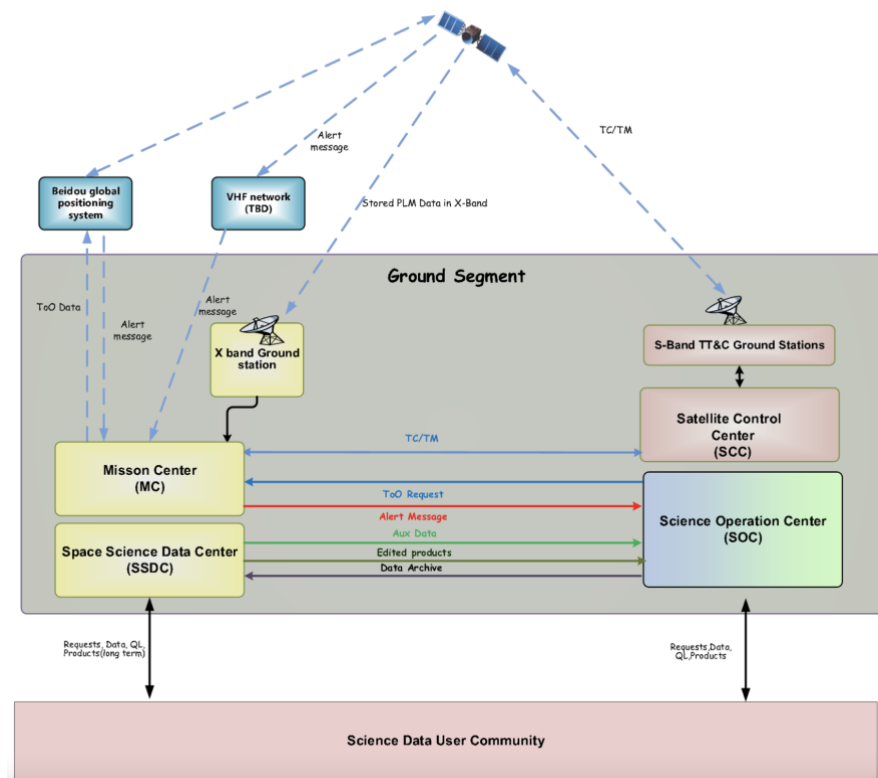 Alert
message
TC/TM
Beidou global
positioning
system
VHF network
(TBD)
Stored PLM Data in X-Band
Ground Segment
ToO Data
Alert
message
Alert
message
X band Ground
station
S-Band TT&C Ground Stations
Satellite Control
Center
(SCC)
TC/TM
Misson Center
(MC)
ToO Request
Alert Message
Science Operation Center
(SOC)
Aux Data
Space Science Data Center
(SSDC)
Edited products
Data Archive
Requests, Data, QL,
Products(long term)
Requests,Data,
QL,Products
Science Data User Community